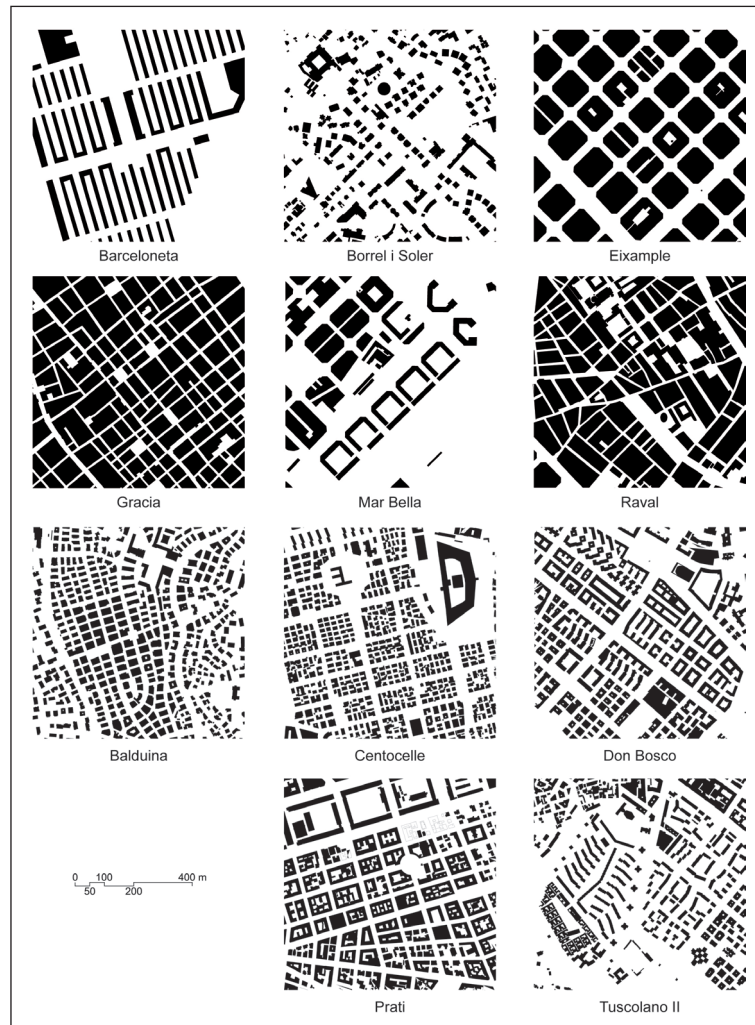 Barceloneta
Borrel i Soler
Eixample
Gracia
Mar Bella
Raval
Balduina
Centocelle
Don Bosco
0 100 400 m
50 200
Prati
Tuscolano II